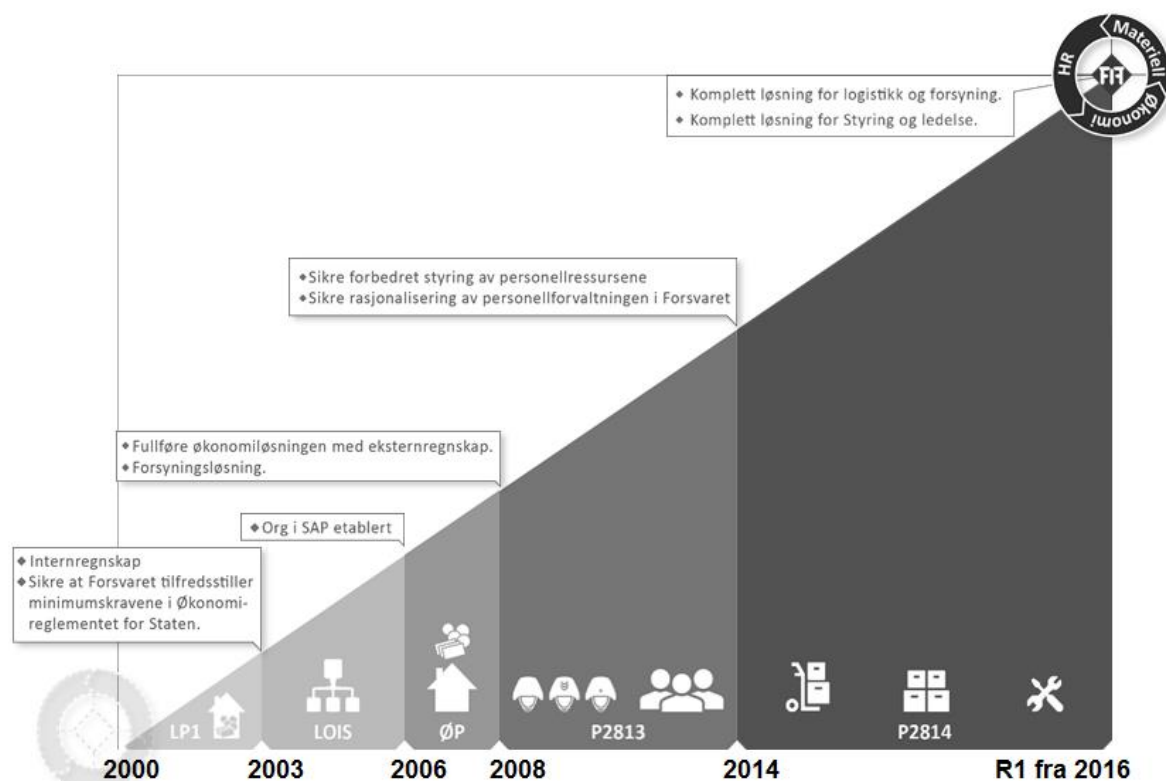 HR
Materiell
Økonomi
FIF
◆ Komplett løsning for logistikk og forsyning.
◆ Komplett løsning for Styring og ledelse.
◆Sikre forbedret styring av personellressursene
◆Sikre rasjonalisering av personellforvaltningen i Forsvaret
◆Fullføre økonomiløsningen med eksternregnskap.
◆Forsyningsløsning.
◆Org i SAP etablert
◆ Internregnskap
◆ Sikre at Forsvaret tilfredsstiller
minimumskravene i Økonomi-
reglementet for Staten.
LP1
LOIS
ØP
P2813
P2814
2000
2003
2006
2008
2014
R1 fra 2016